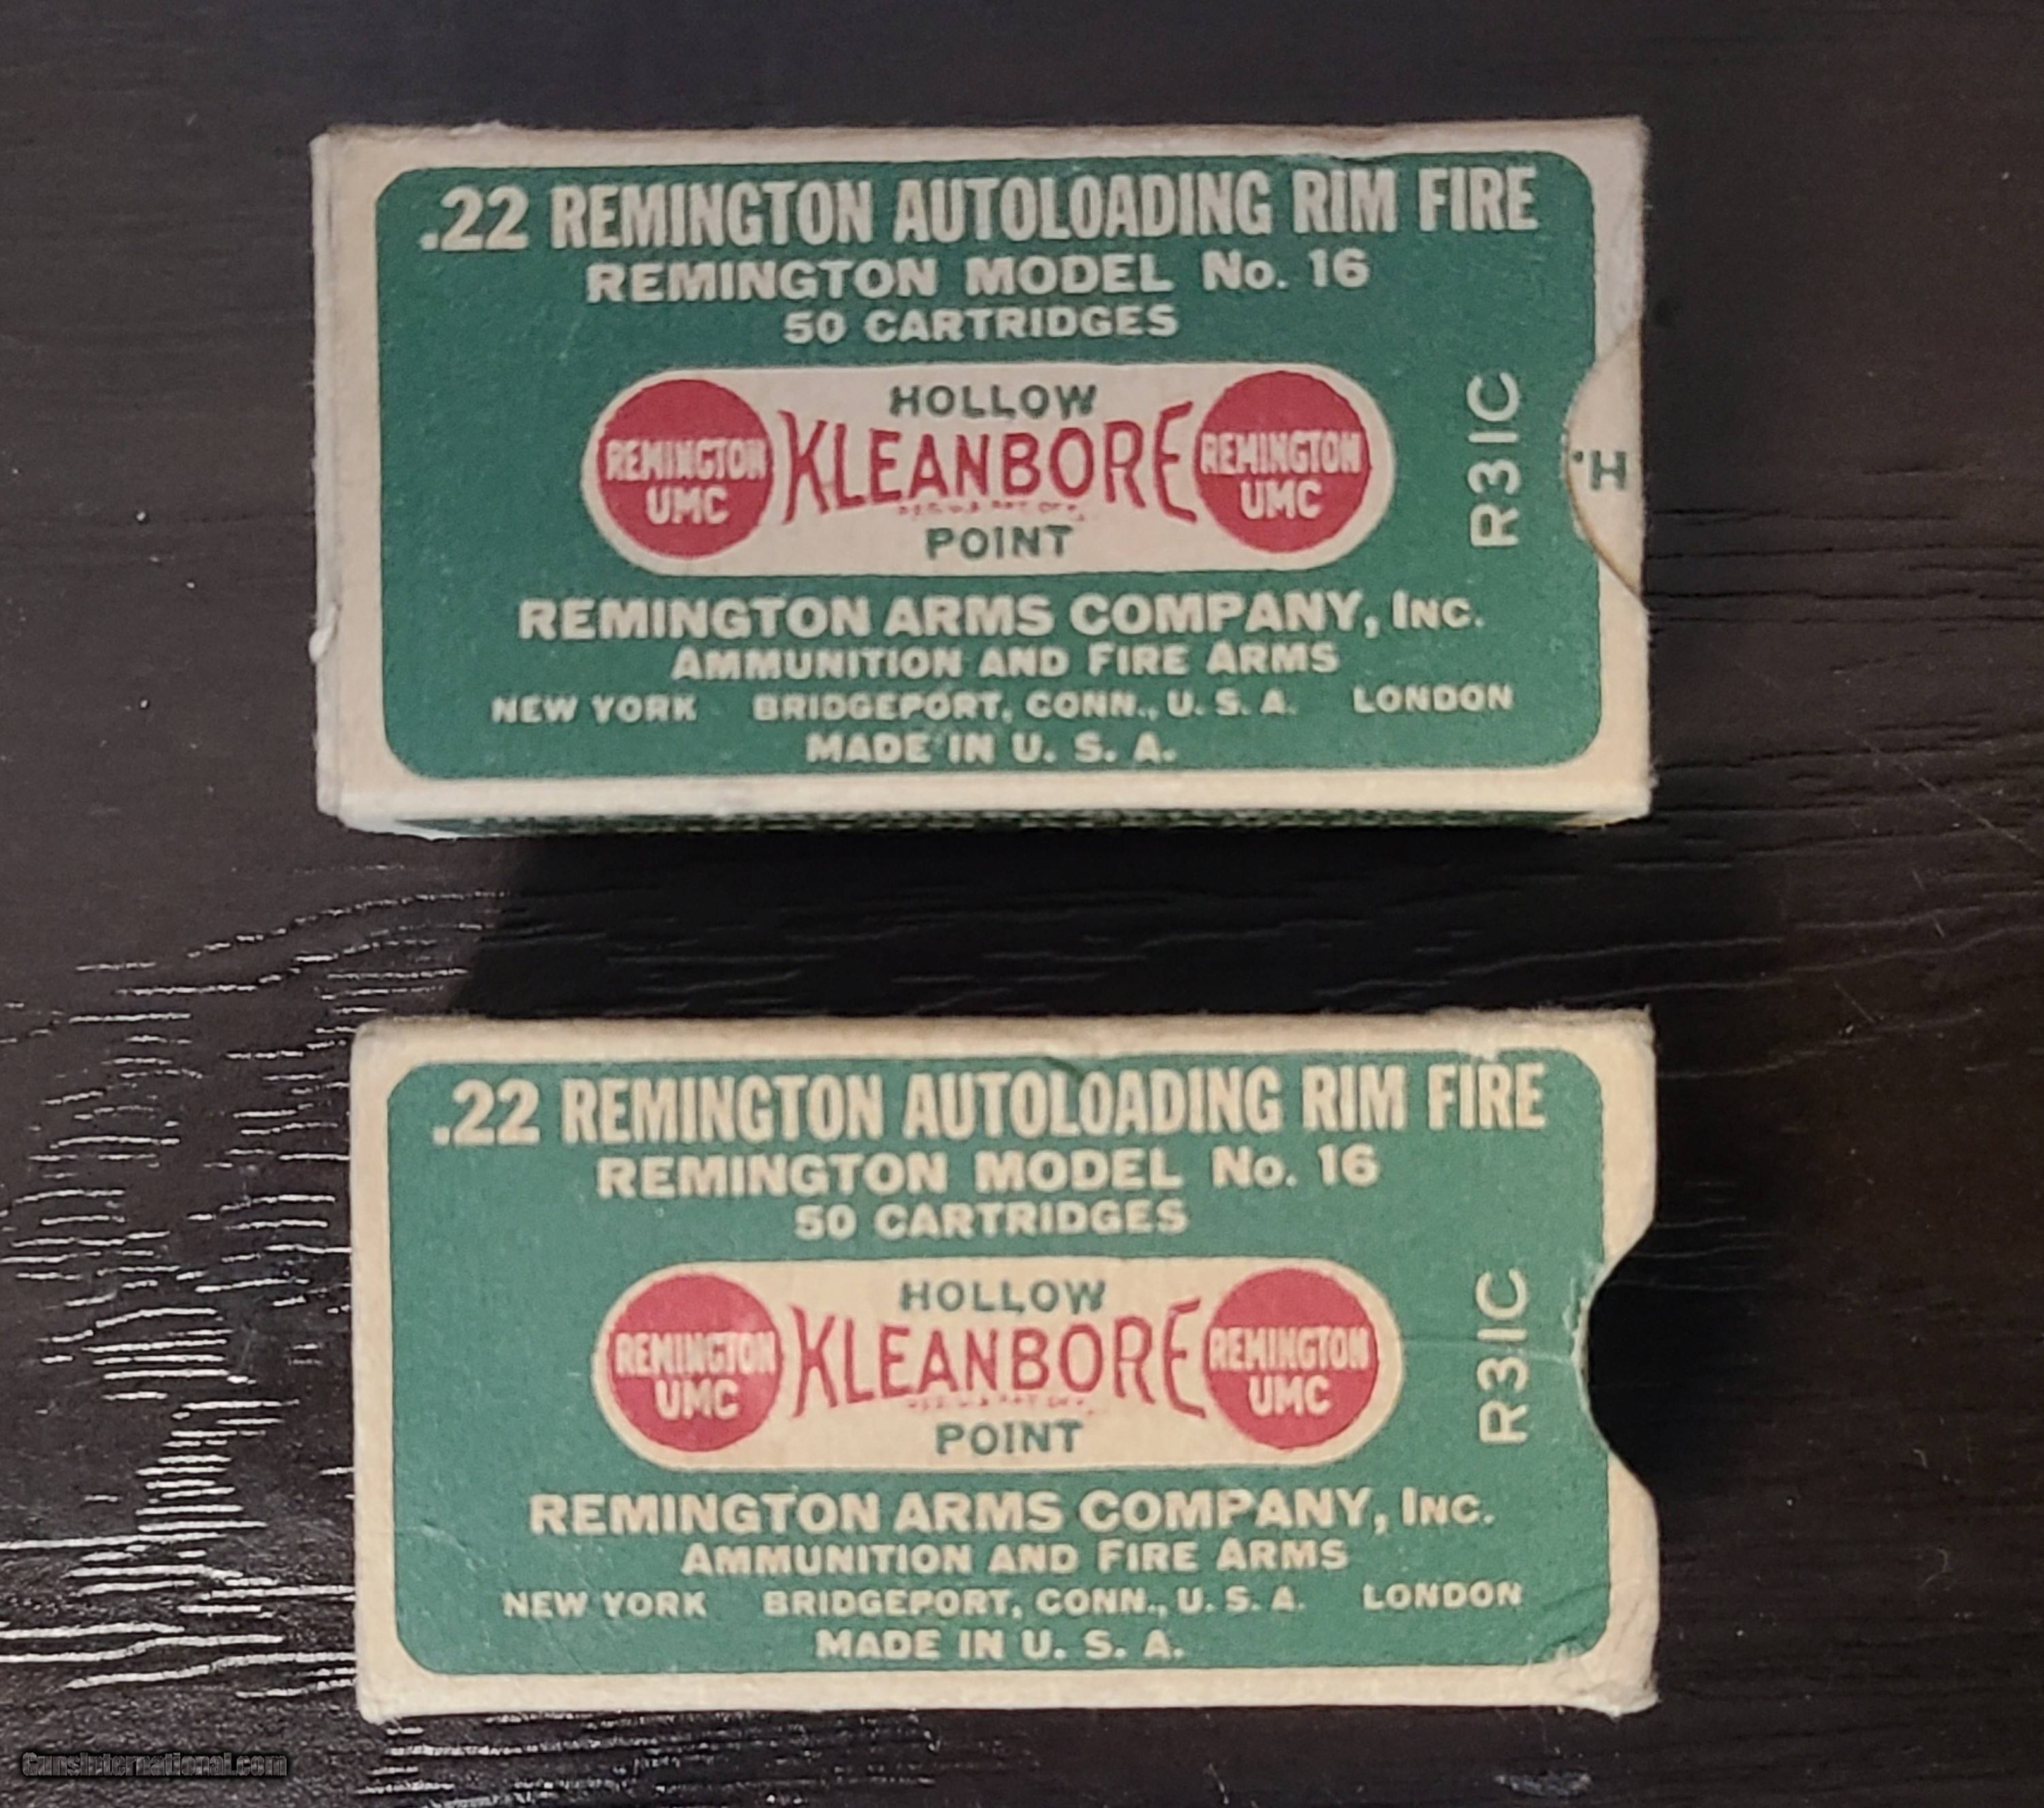 .22 REMINGTON AUTOLOADING RIM FIRE
REMINGTON MODEL No. 16
50 CARTRIDGES
HOLLOW
REMINGTON UMC KLEANBORE REMINGTON UMC
POINT
R31C
H
REMINGTON ARMS COMPANY, INC.
AMMUNITION AND FIRE ARMS
NEW YORK BRIDGEPORT, CONN., U. S. A. LONDON
MADE IN U. S. A.
.22 REMINGTON AUTOLOADING RIM FIRE
REMINGTON MODEL No. 16
50 CARTRIDGES
HOLLOW
REMINGTON UMC KLEANBORE REMINGTON UMC
POINT
R31C
REMINGTON ARMS COMPANY, INC.
AMMUNITION AND FIRE ARMS
NEW YORK BRIDGEPORT, CONN., U. S. A. LONDON
MADE IN U. S. A.
GunsInternational.com